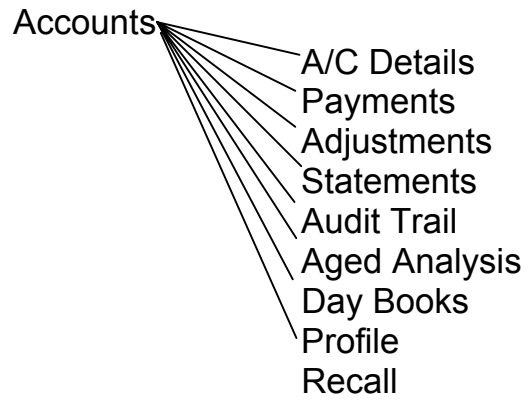 Accounts
A/C Details
Payments
Adjustments
Statements
Audit Trail
Aged Analysis
Day Books
Profile
Recall